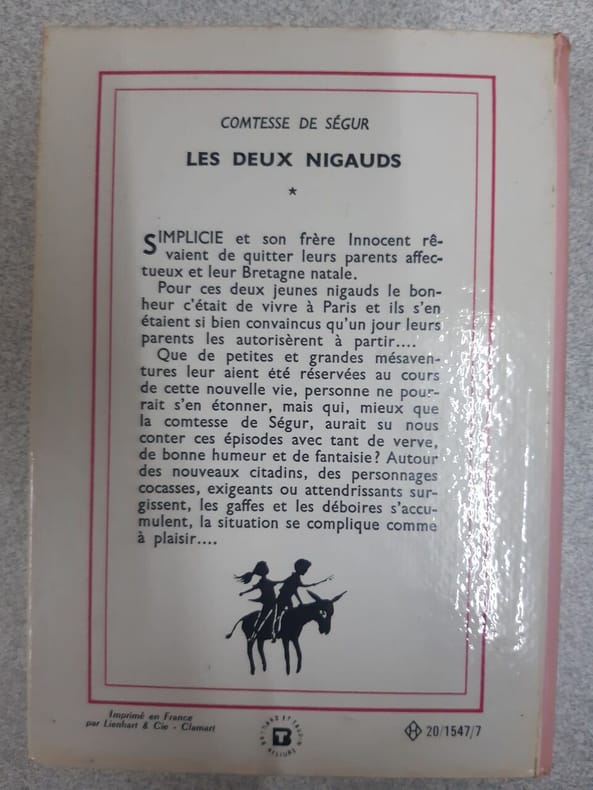 COMTESSE DE SÉGUR
LES DEUX NIGAUDS
*
SIMPLICIE et son frère Innocent rê-
vaient de quitter leurs parents affec-
tueux et leur Bretagne natale.
Pour ces deux jeunes nigauds le bon-
heur c'était de vivre à Paris et ils s'en
étaient si bien convaincus qu'un jour leurs
parents les autorisèrent à partir....
Que de petites et grandes mésaven-
tures leur aient été réservées au cours
de cette nouvelle vie, personne ne pour-
rait s'en étonner, mais qui, mieux que
la comtesse de Ségur, aurait su nous
conter ces épisodes avec tant de verve,
de bonne humeur et de fantaisie? Autour
des nouveaux citadins, des personnages
cocasses, exigeants ou attendrissants sur-
gissent, les gaffes et les déboires s'accu-
mulent, la situation se complique comme
à plaisir....
Imprimé en France
par Lienhart & Cie - Clamart
BT
RELIURE
H 20/1547/7